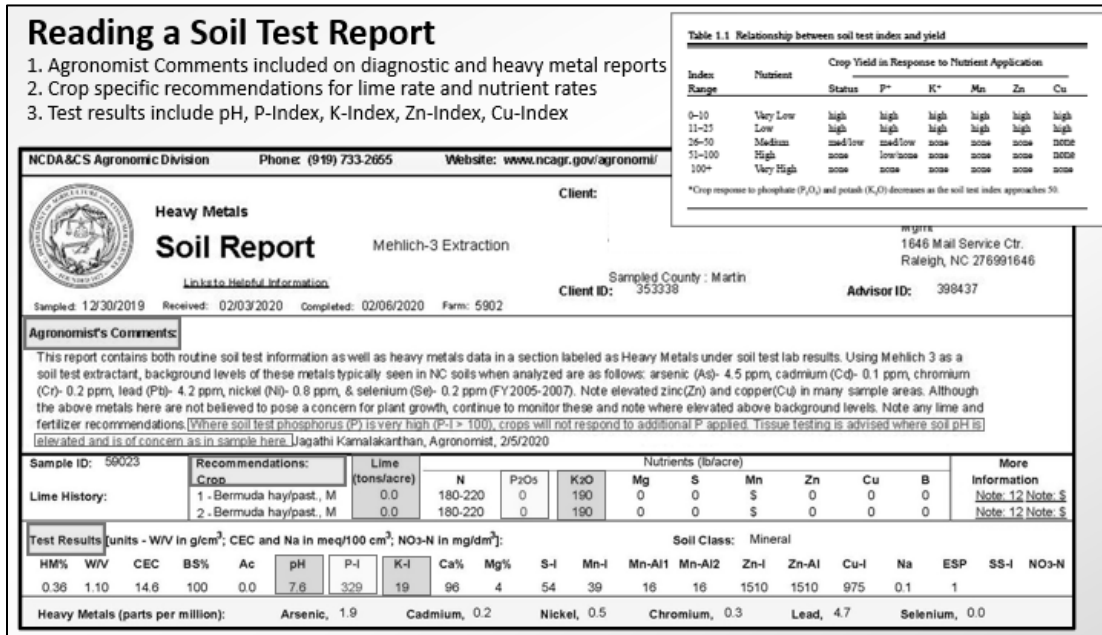 Reading a Soil Test Report
1. Agronomist Comments included on diagnostic and heavy metal reports
2. Crop specific recommendations for lime rate and nutrient rates
3. Test results include pH, P-Index, K-Index, Zn-Index, Cu-Index
Table 1.1 Relationship between soil test index and yield
Crop Yield in Response to Nutrient Application
Index Range Nutrient Status P* K* Mn Zn Cu
0–10 Very Low high high high high high high
11–25 Low high high high high high high
26–50 Medium med/low med/low none none none none
51–100 High none low/none none none none none
100+ Very High none none none none none none
*Crop response to phosphate (P₂O₅) and potash (K₂O) decreases as the soil test index approaches 50.
NCDA&CS Agronomic Division Phone: (919) 733-2655 Website: www.ncagr.gov/agronomi/
Heavy Metals
Soil Report
Mehlich-3 Extraction
Links to Helpful Information
Client:
Mgmt
1646 Mail Service Ctr.
Raleigh, NC 276991646
Sampled County : Martin
Client ID: 353338 Advisor ID: 398437
Sampled: 12/30/2019 Received: 02/03/2020 Completed: 02/06/2020 Farm: 5902
Agronomist's Comments:
This report contains both routine soil test information as well as heavy metals data in a section labeled as Heavy Metals under soil test lab results. Using Mehlich 3 as a
soil test extractant, background levels of these metals typically seen in NC soils when analyzed are as follows: arsenic (As)- 4.5 ppm, cadmium (Cd)- 0.1 ppm, chromium
(Cr)- 0.2 ppm, lead (Pb)- 4.2 ppm, nickel (Ni)- 0.8 ppm, & selenium (Se)- 0.2 ppm (FY2005-2007). Note elevated zinc(Zn) and copper(Cu) in many sample areas. Although
the above metals here are not believed to pose a concern for plant growth, continue to monitor these and note where elevated above background levels. Note any lime and
fertilizer recommendations. Where soil test phosphorus (P) is very high (P-I > 100), crops will not respond to additional P applied. Tissue testing is advised where soil pH is
elevated and is of concern as in sample here. Jagathi Kamalakanthan, Agronomist, 2/5/2020
Sample ID: 59023 Recommendations: Lime Nutrients (lb/acre) More
Crop (tons/acre) N P2O5 K2O Mg S Mn Zn Cu B Information
Lime History: 1 - Bermuda hay/past., M 0.0 180-220 0 190 0 0 $ 0 0 0 Note: 12 Note: $
2 - Bermuda hay/past., M 0.0 180-220 0 190 0 0 $ 0 0 0 Note: 12 Note: $
Test Results [units - W/V in g/cm³; CEC and Na in meq/100 cm³; NO3-N in mg/dm³]: Soil Class: Mineral
HM% W/V CEC BS% Ac pH P-I K-I Ca% Mg% S-I Mn-I Mn-AI1 Mn-AI2 Zn-I Zn-AI Cu-I Na ESP SS-I NO3-N
0.36 1.10 14.6 100 0.0 7.6 329 19 96 4 54 39 16 16 1510 1510 975 0.1 1
Heavy Metals (parts per million): Arsenic, 1.9 Cadmium, 0.2 Nickel, 0.5 Chromium, 0.3 Lead, 4.7 Selenium, 0.0